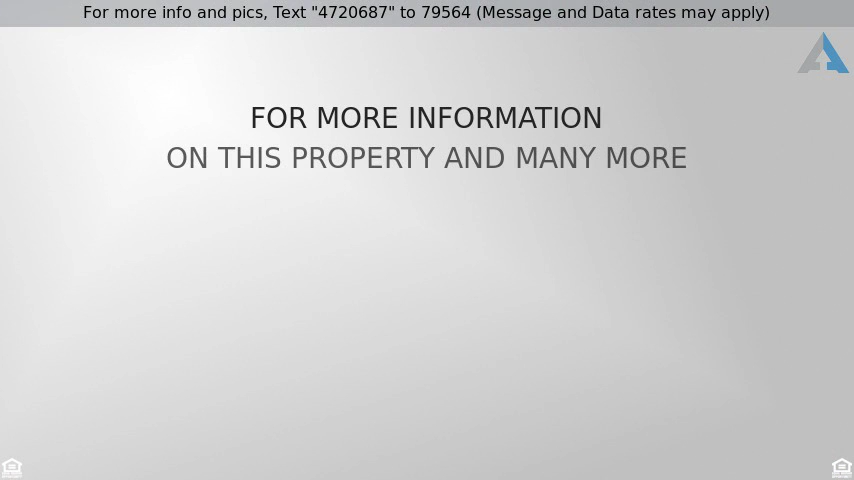 For more info and pics, Text "4720687" to 79564 (Message and Data rates may apply)
FOR MORE INFORMATION
ON THIS PROPERTY AND MANY MORE